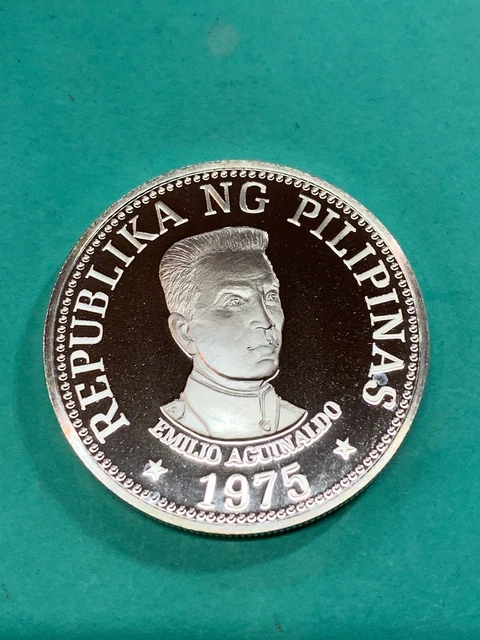 REPUBLIKA NG PILIPINAS
EMILIO AGUINALDO
1975